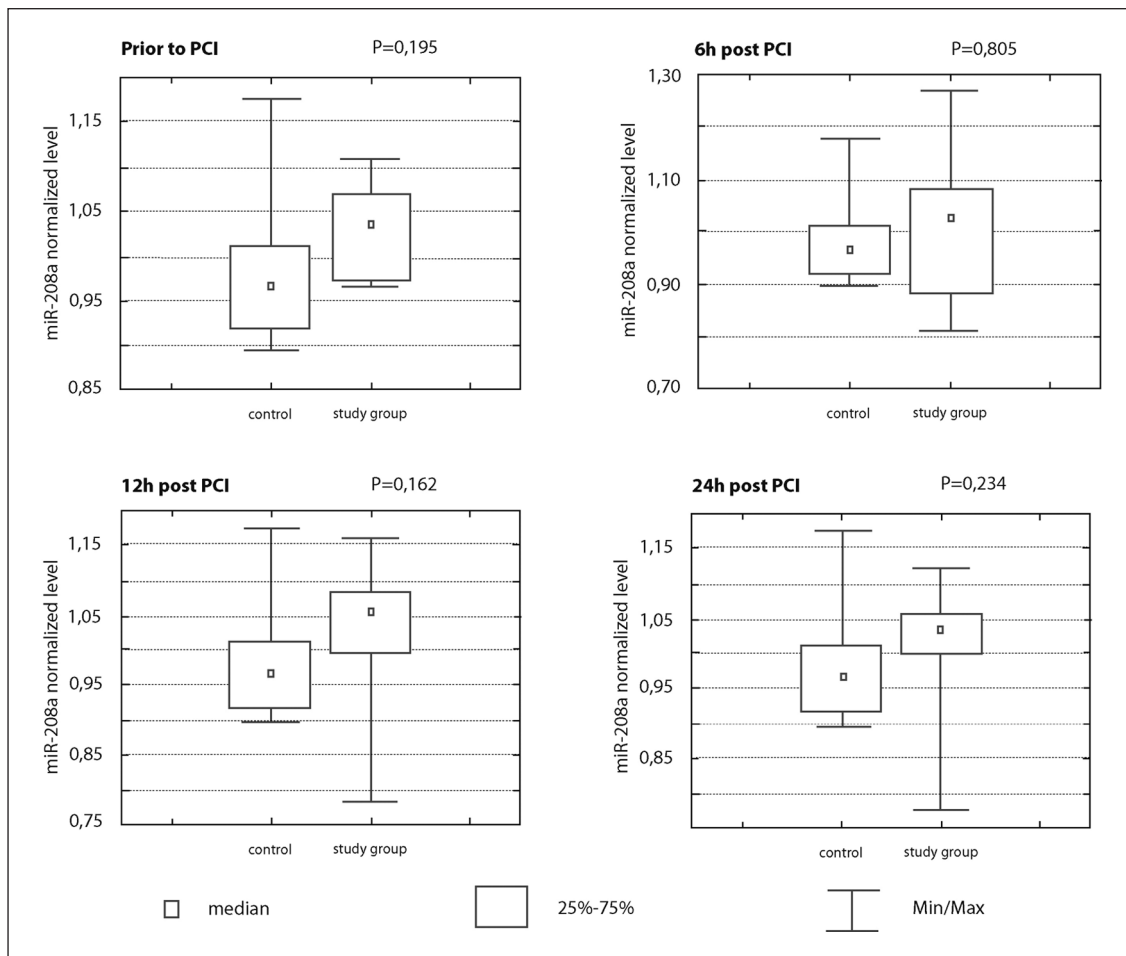 Prior to PCI P=0,195
miR-208a normalized level
1,15
1,05
0,95
0,85
control study group
6h post PCI P=0,805
miR-208a normalized level
1,30
1,10
0,90
0,70
control study group
12h post PCI P=0,162
miR-208a normalized level
1,15
1,05
0,95
0,85
0,75
control study group
24h post PCI P=0,234
miR-208a normalized level
1,15
1,05
0,95
0,85
control study group
median 25%-75% Min/Max